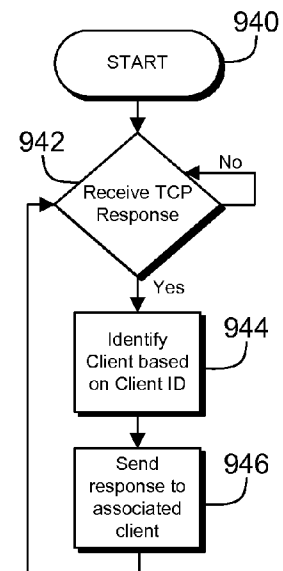 940
START
942
No
Receive TCP
Response
Yes
Identify
Client based
on Client ID
944
Send
response to
associated
client
946